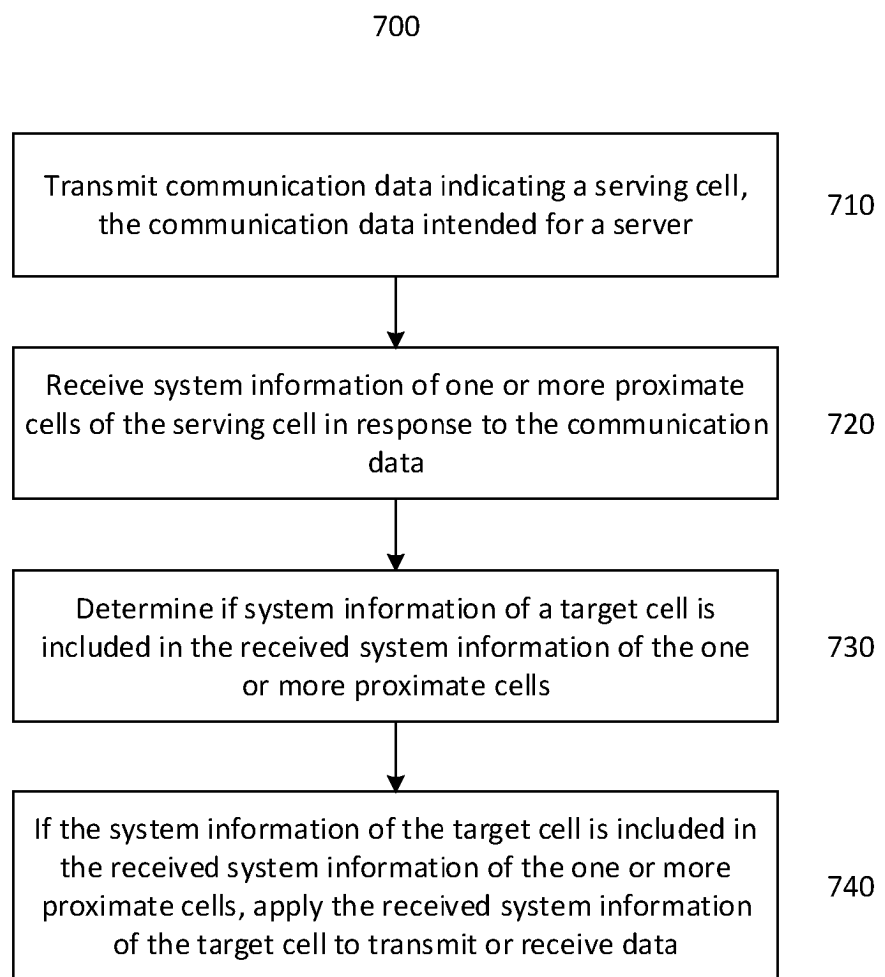 700
Transmit communication data indicating a serving cell,
the communication data intended for a server
710
Receive system information of one or more proximate
cells of the serving cell in response to the communication
data
720
Determine if system information of a target cell is
included in the received system information of the one
or more proximate cells
730
If the system information of the target cell is included in
the received system information of the one or more
proximate cells, apply the received system information
of the target cell to transmit or receive data
740